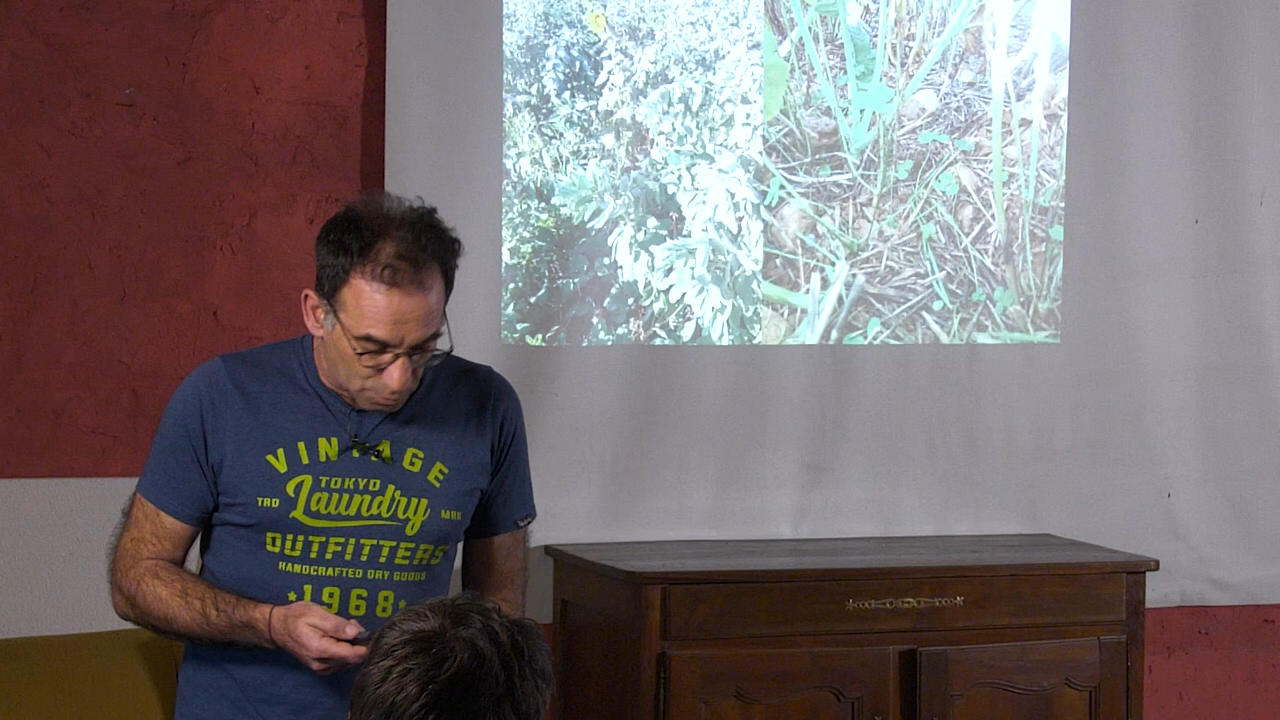 VINTAGE
TOKYO
TRD Laundry MRK
OUTFITTERS
HANDCRAFTED DRY GOODS
1968